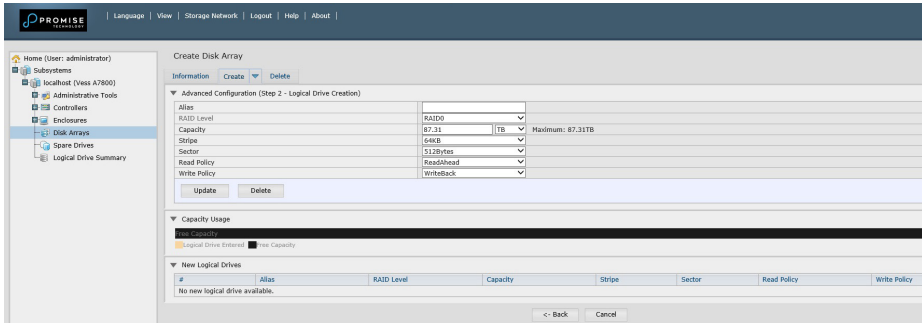 PROMISE
TECHNOLOGY
| Language | View | Storage Network | Logout | Help | About |
Home (User: administrator)
Subsystems
localhost (Vess A7800)
Administrative Tools
Controllers
Enclosures
Disk Arrays
Spare Drives
Logical Drive Summary
Create Disk Array
Information Create Delete
Advanced Configuration (Step 2 - Logical Drive Creation)
Alias
RAID Level RAID0
Capacity 87.31 TB Maximum: 87.31TB
Stripe 64KB
Sector 512Bytes
Read Policy ReadAhead
Write Policy WriteBack
Update Delete
Capacity Usage
Free Capacity
Logical Drive Entered Free Capacity
New Logical Drives
# Alias RAID Level Capacity Stripe Sector Read Policy Write Policy
No new logical drive available.
<- Back Cancel